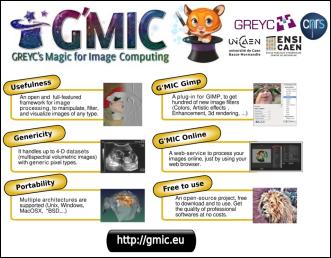 G'MIC
GREYC's Magic for Image Computing
GREYC
cnrs
UNICAEN
université de Caen
Basse-Normandie
ENSI
CAEN
Usefulness
An open and full-featured
framework for image
processing, to manipulate, filter,
and visualize images of any type.
G'MIC Gimp
A plug-in for GIMP, to get
hundred of new image filters
(Colors, Artistic effects ,
Enhancement, 3d rendering, ...)
Genericity
It handles up to 4-D datasets
(multispectral volumetric images)
with generic pixel types.
G'MIC Online
A web-service to process your
images online, just by using your
web browser.
Portability
Multiple architectures are
supported (Unix, Windows,
MacOSX, *BSD,...)
Free to use
An open-source project, free
to download and to use. Get
the quality of professional
softwares at no costs.
http://gmic.eu